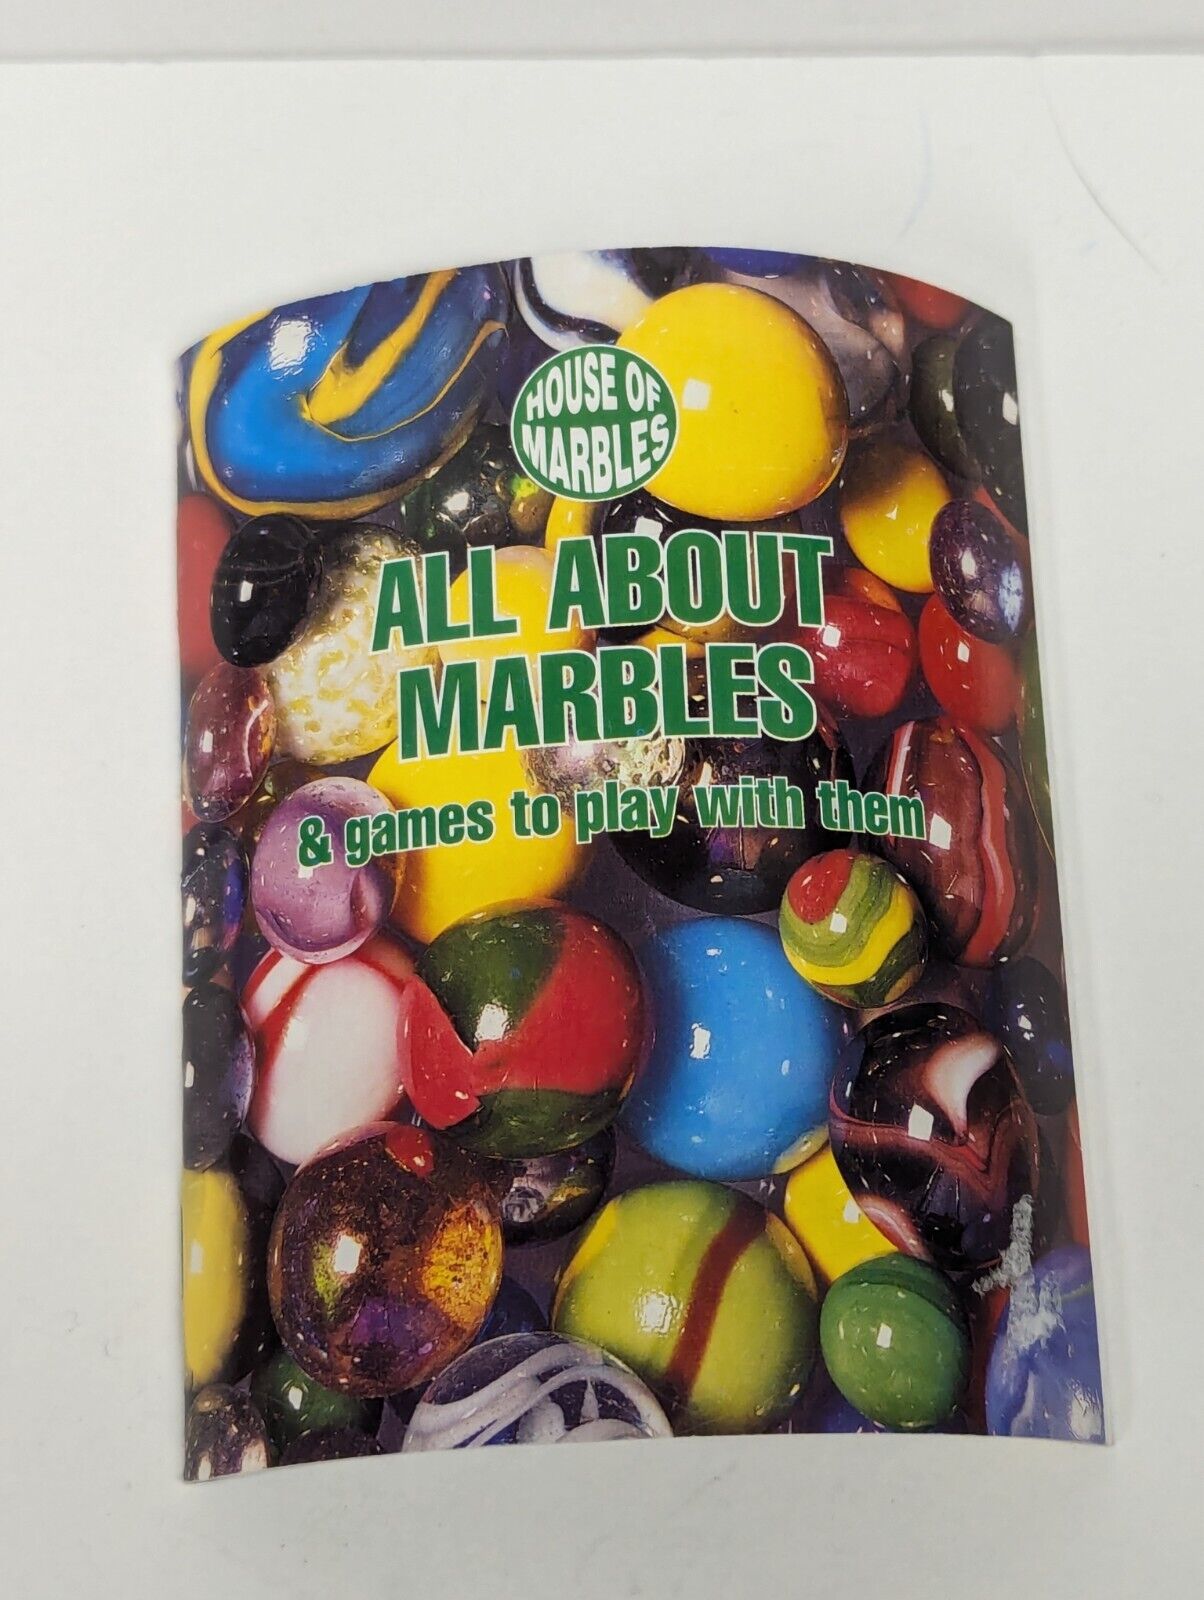 HOUSE OF
MARBLES
ALL ABOUT
MARBLES
& games to play with them